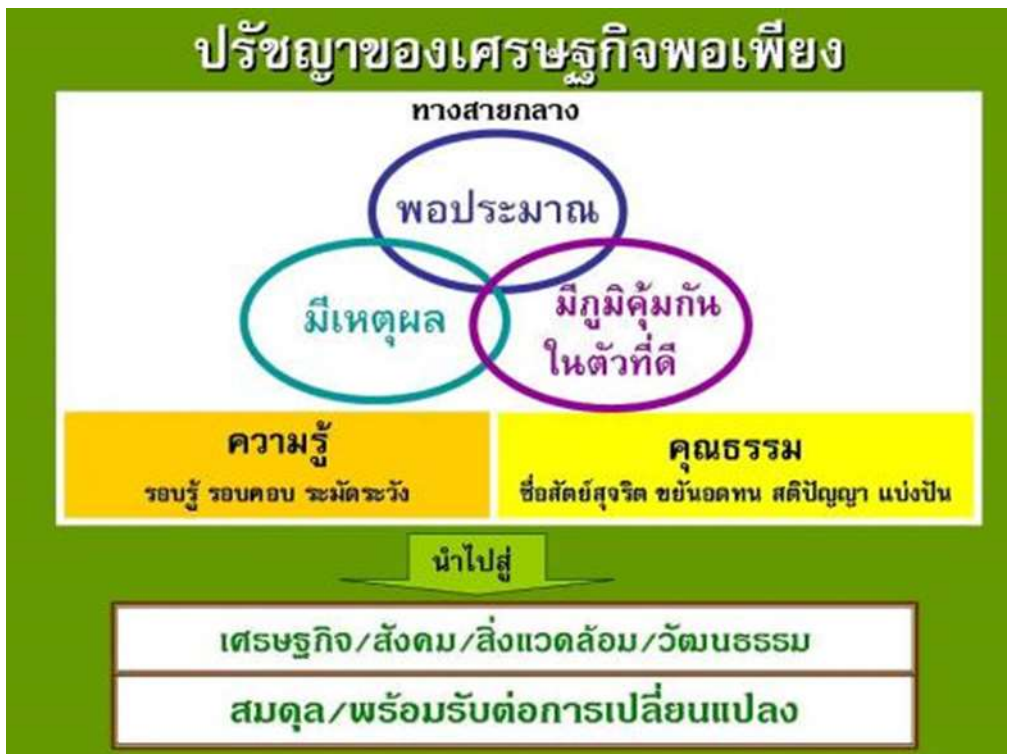 ปรัชญาของเศรษฐกิจพอเพียง
ทางสายกลาง
พอประมาณ
มีเหตุผล
มีภูมิคุ้มกัน
ในตัวที่ดี
ความรู้
รอบรู้ รอบคอบ ระมัดระวัง
คุณธรรม
ซื่อสัตย์สุจริต ขยันอดทน สติปัญญา แบ่งปัน
นำไปสู่
เศรษฐกิจ/สังคม/สิ่งแวดล้อม/วัฒนธรรม
สมดุล/พร้อมรับต่อการเปลี่ยนแปลง